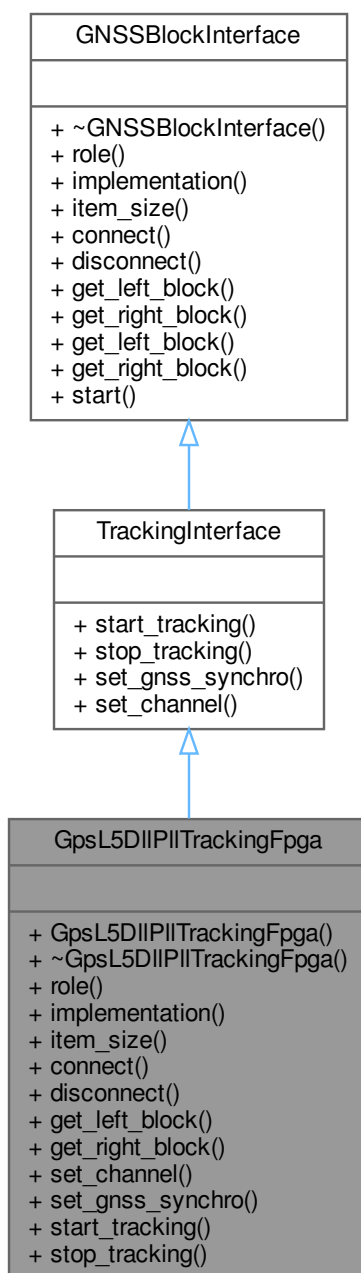 GNSSBlockInterface
+ ~GNSSBlockInterface()
+ role()
+ implementation()
+ item_size()
+ connect()
+ disconnect()
+ get_left_block()
+ get_right_block()
+ get_left_block()
+ get_right_block()
+ start()
TrackingInterface
+ start_tracking()
+ stop_tracking()
+ set_gnss_synchro()
+ set_channel()
GpsL5DllPllTrackingFpga
+ GpsL5DllPllTrackingFpga()
+ ~GpsL5DllPllTrackingFpga()
+ role()
+ implementation()
+ item_size()
+ connect()
+ disconnect()
+ get_left_block()
+ get_right_block()
+ set_channel()
+ set_gnss_synchro()
+ start_tracking()
+ stop_tracking()